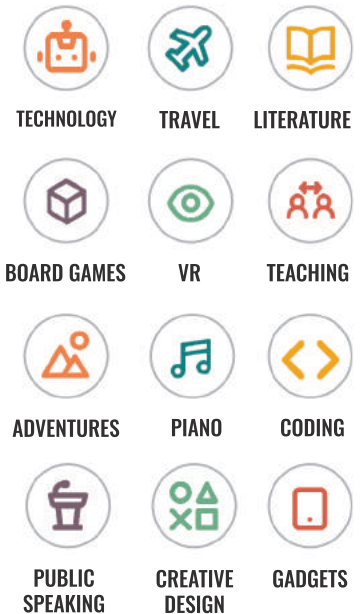 TECHNOLOGY
TRAVEL
LITERATURE
BOARD GAMES
VR
TEACHING
ADVENTURES
PIANO
CODING
PUBLIC
SPEAKING
CREATIVE
DESIGN
GADGETS